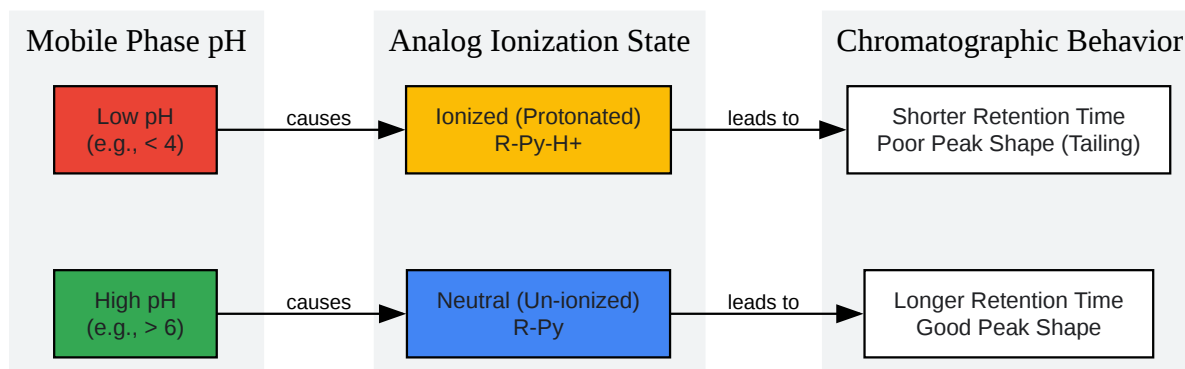 Mobile Phase pH
Analog Ionization State
Chromatographic Behavior
Low pH
(e.g., < 4)
causes
Ionized (Protonated)
R-Py-H+
leads to
Shorter Retention Time
Poor Peak Shape (Tailing)
High pH
(e.g., > 6)
causes
Neutral (Un-ionized)
R-Py
leads to
Longer Retention Time
Good Peak Shape